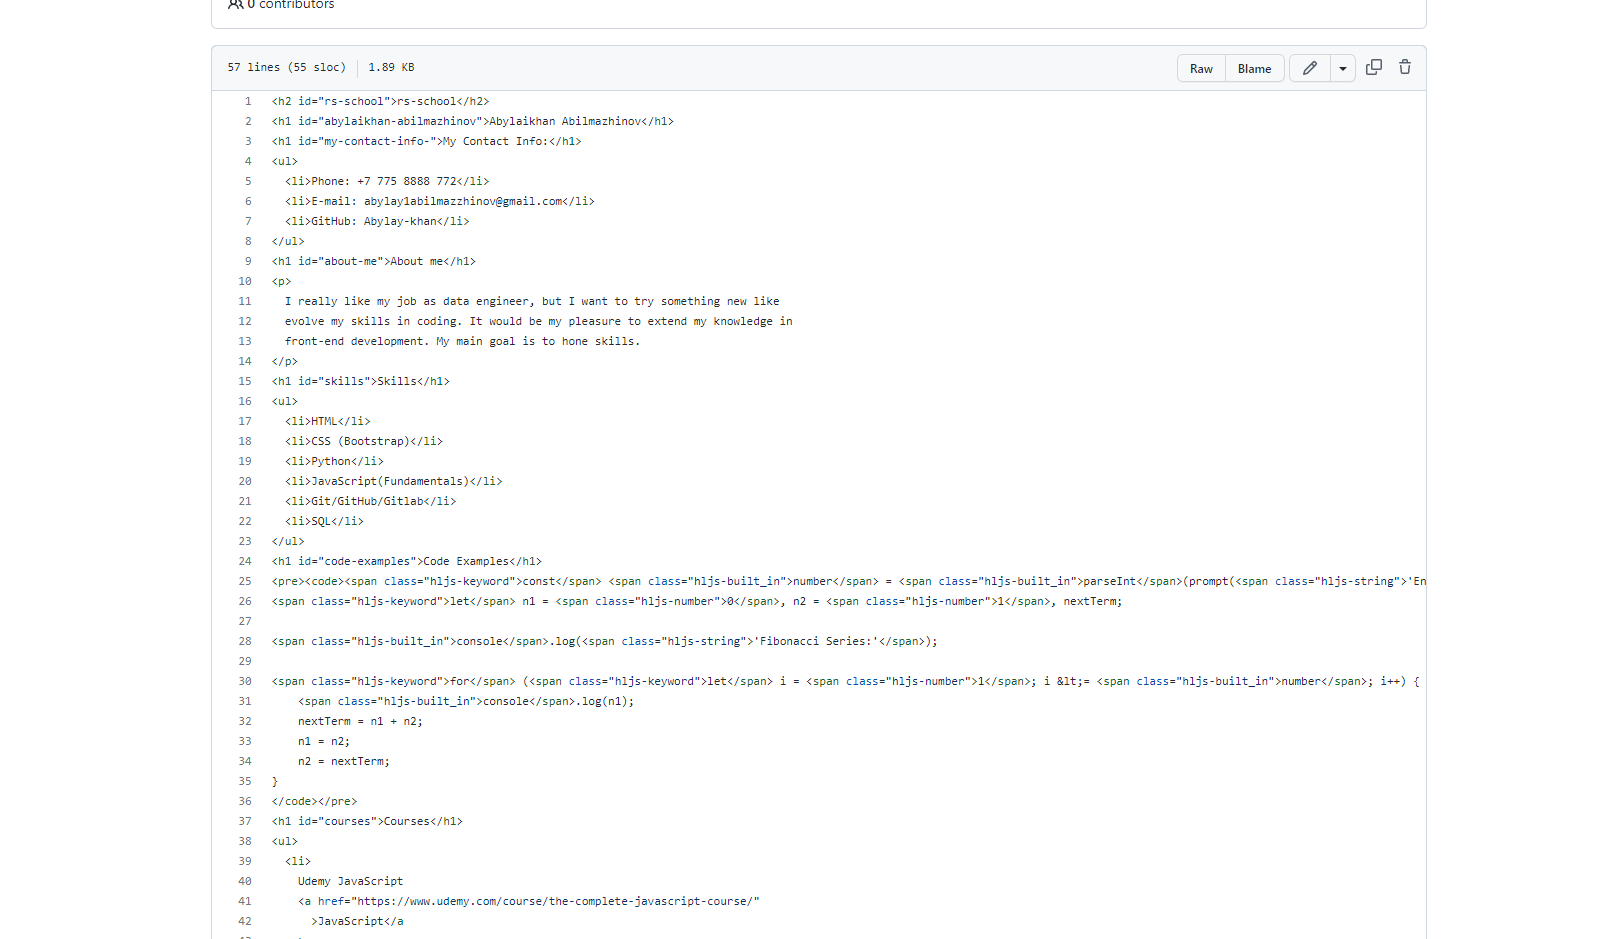 0 contributors
57 lines (55 sloc) 1.89 KB Raw Blame
1 <h2 id="rs-school">rs-school</h2>
2 <h1 id="abylaikhan-abilmazhinov">Abylaikhan Abilmazhinov</h1>
3 <h1 id="my-contact-info-">My Contact Info:</h1>
4 <ul>
5 <li>Phone: +7 775 8888 772</li>
6 <li>E-mail: abylay1abilmazzhinov@gmail.com</li>
7 <li>GitHub: Abylay-khan</li>
8 </ul>
9 <h1 id="about-me">About me</h1>
10 <p>
11 I really like my job as data engineer, but I want to try something new like
12 evolve my skills in coding. It would be my pleasure to extend my knowledge in
13 front-end development. My main goal is to hone skills.
14 </p>
15 <h1 id="skills">Skills</h1>
16 <ul>
17 <li>HTML</li>
18 <li>CSS (Bootstrap)</li>
19 <li>Python</li>
20 <li>JavaScript(Fundamentals)</li>
21 <li>Git/GitHub/Gitlab</li>
22 <li>SQL</li>
23 </ul>
24 <h1 id="code-examples">Code Examples</h1>
25 <pre><code><span class="hljs-keyword">const</span> <span class="hljs-built_in">number</span> = <span class="hljs-built_in">parseInt</span>(prompt(<span class="hljs-string">'En
26 <span class="hljs-keyword">let</span> n1 = <span class="hljs-number">0</span>, n2 = <span class="hljs-number">1</span>, nextTerm;
27
28 <span class="hljs-built_in">console</span>.log(<span class="hljs-string">'Fibonacci Series:'</span>);
29
30 <span class="hljs-keyword">for</span> (<span class="hljs-keyword">let</span> i = <span class="hljs-number">1</span>; i &lt;= <span class="hljs-built_in">number</span>; i++) {
31 <span class="hljs-built_in">console</span>.log(n1);
32 nextTerm = n1 + n2;
33 n1 = n2;
34 n2 = nextTerm;
35 }
36 </code></pre>
37 <h1 id="courses">Courses</h1>
38 <ul>
39 <li>
40 Udemy JavaScript
41 <a href="https://www.udemy.com/course/the-complete-javascript-course/"
42 >JavaScript</a